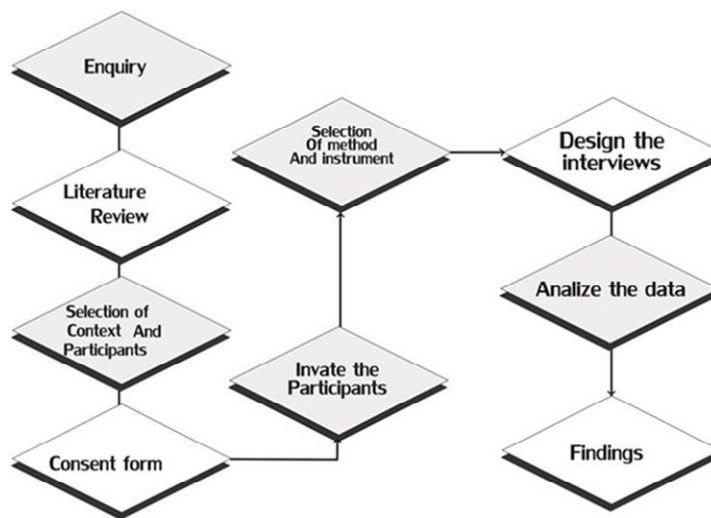 Enquiry
Literature
Review
Selection of
Context And
Participants
Consent form
Invate the
Participants
Selection
Of method
And instrument
Design the
interviews
Analize the data
Findings